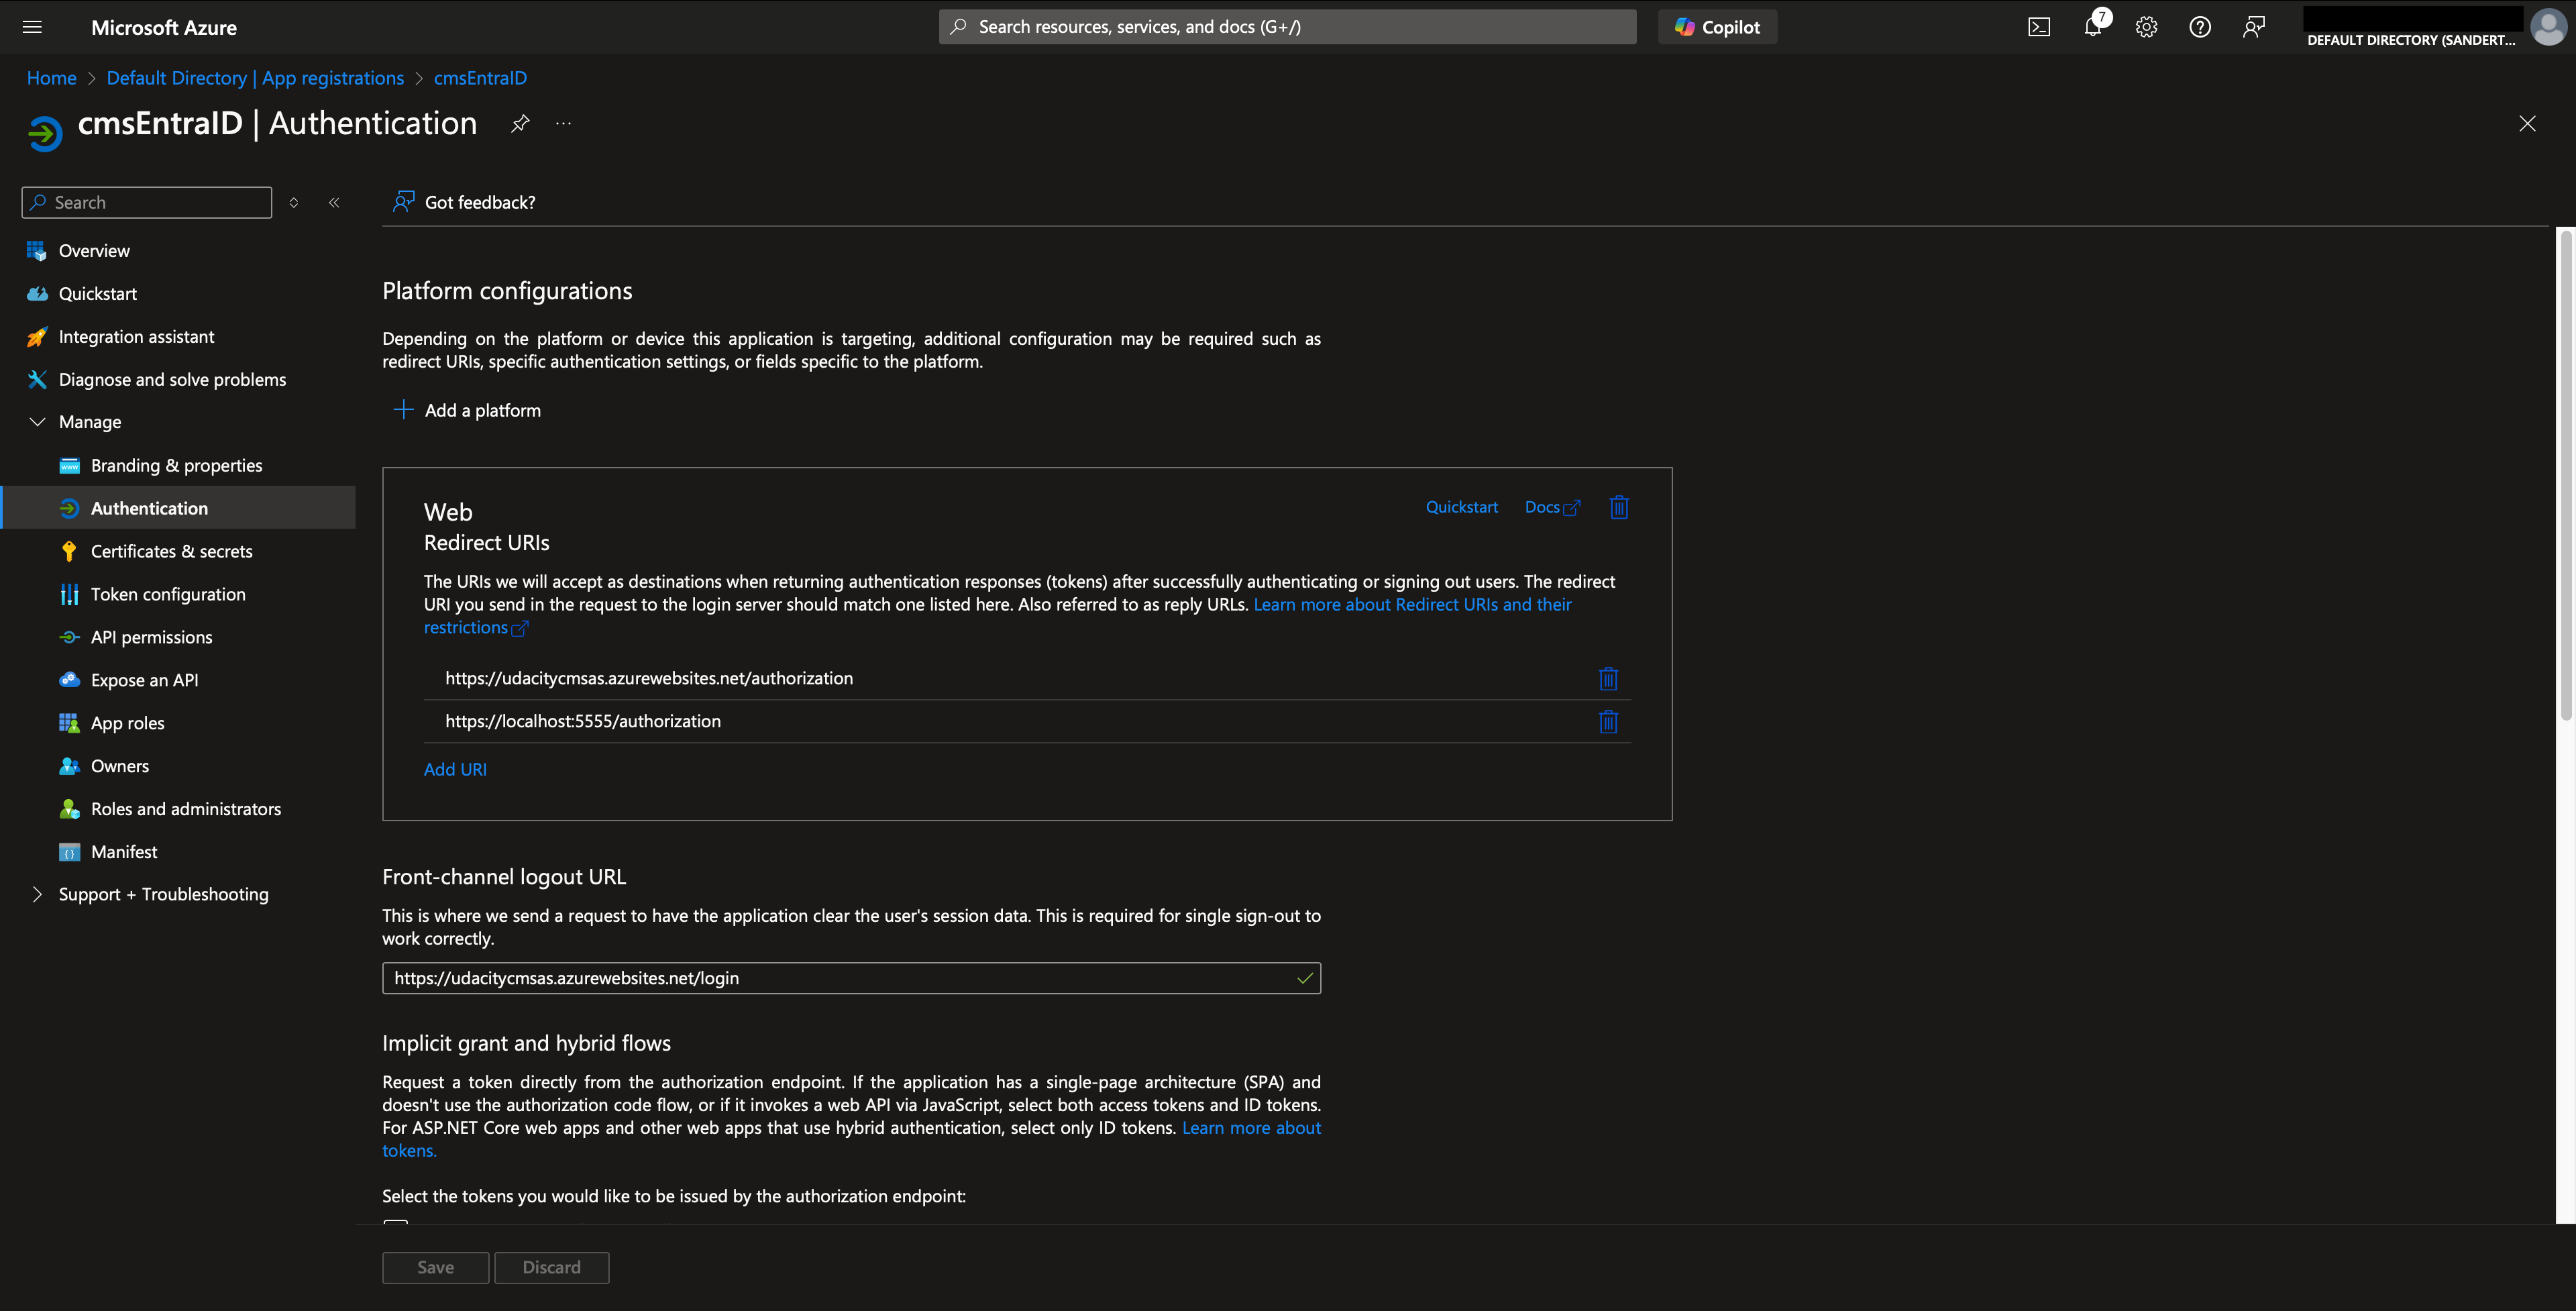 Microsoft Azure
Search resources, services, and docs (G+/)
Copilot
7
DEFAULT DIRECTORY (SANDERT...
Home > Default Directory | App registrations > cmsEntraID
cmsEntraID | Authentication
...
Search
Got feedback?
Overview
Quickstart
Integration assistant
Diagnose and solve problems
Manage
Branding & properties
Authentication
Certificates & secrets
Token configuration
API permissions
Expose an API
App roles
Owners
Roles and administrators
Manifest
Support + Troubleshooting
Platform configurations
Depending on the platform or device this application is targeting, additional configuration may be required such as
redirect URIs, specific authentication settings, or fields specific to the platform.
Add a platform
Web
Quickstart
Docs
Redirect URIs
The URIs we will accept as destinations when returning authentication responses (tokens) after successfully authenticating or signing out users. The redirect
URI you send in the request to the login server should match one listed here. Also referred to as reply URLs. Learn more about Redirect URIs and their
restrictions
https://udacitycmsas.azurewebsites.net/authorization
https://localhost:5555/authorization
Add URI
Front-channel logout URL
This is where we send a request to have the application clear the user's session data. This is required for single sign-out to
work correctly.
https://udacitycmsas.azurewebsites.net/login
Implicit grant and hybrid flows
Request a token directly from the authorization endpoint. If the application has a single-page architecture (SPA) and
doesn't use the authorization code flow, or if it invokes a web API via JavaScript, select both access tokens and ID tokens.
For ASP.NET Core web apps and other web apps that use hybrid authentication, select only ID tokens. Learn more about
tokens.
Select the tokens you would like to be issued by the authorization endpoint:
Save
Discard